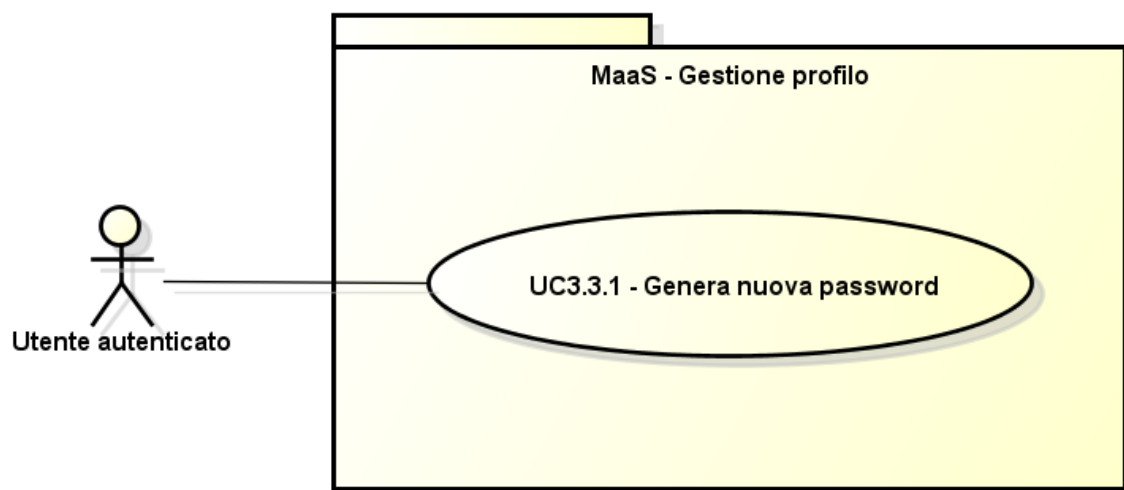 MaaS - Gestione profilo
UC3.3.1 - Genera nuova password
Utente autenticato